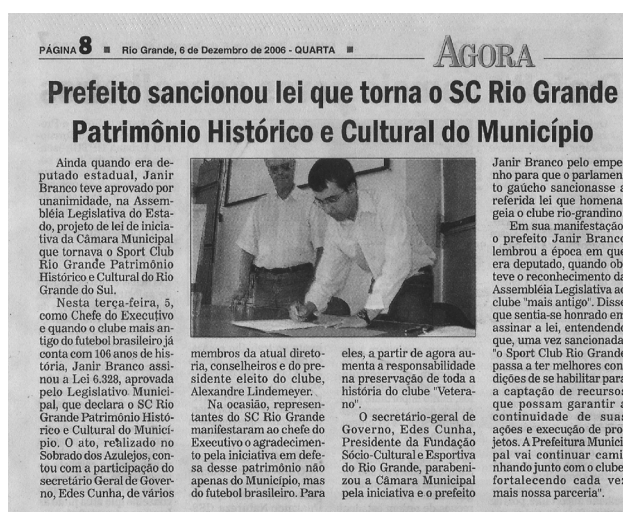 PÁGINA 8 ■ Rio Grande, 6 de Dezembro de 2006 - QUARTA ■ AGORA
Prefeito sancionou lei que torna o SC Rio Grande
Patrimônio Histórico e Cultural do Município
Ainda quando era de-
putado estadual, Janir
Branco teve aprovado por
unanimidade, na Assem-
bléia Legislativa do Esta-
do, projeto de lei de inicia-
tiva da Câmara Municipal
que tornava o Sport Club
Rio Grande Patrimônio
Histórico e Cultural do Rio
Grande do Sul.
Nesta terça-feira, 5,
como Chefe do Executivo
e quando o clube mais an-
tigo do futebol brasileiro já
conta com 106 anos de his-
tória, Janir Branco assi-
nou a Lei 6.328, aprovada
pelo Legislativo Munici-
pal, que declara o SC Rio
Grande Patrimônio Histó-
rico e Cultural do Municí-
pio. O ato, realizado no
Sobrado dos Azulejos, con-
tou com a participação do
secretário Geral de Gover-
no, Edes Cunha, de vários
membros da atual direto-
ria, conselheiros e do pre-
sidente eleito do clube,
Alexandre Lindemeyer.
Na ocasião, represen-
tantes do SC Rio Grande
manifestaram ao chefe do
Executivo o agradecimen-
to pela iniciativa em defe-
sa desse patrimônio não
apenas do Município, mas
do futebol brasileiro. Para
eles, a partir de agora au-
menta a responsabilidade
na preservação de toda a
história do clube "Vetera-
no".
O secretário-geral de
Governo, Edes Cunha,
Presidente da Fundação
Sócio-Cultural e Esportiva
do Rio Grande, parabeni-
zou a Câmara Municipal
pela iniciativa e o prefeito
Janir Branco pelo empe
nho para que o parlamen
to gaúcho sancionasse a
referida lei que homena
geia o clube rio-grandino
Em sua manifestação
o prefeito Janir Branco
lembrou a época em que
era deputado, quando ob
teve o reconhecimento da
Assembléia Legislativa ao
clube "mais antigo". Disse
que sentia-se honrado em
assinar a lei, entendendo
que, uma vez sancionada
"o Sport Club Rio Grande
passa a ter melhores con
dições de se habilitar para
a captação de recursos
que possam garantir a
continuidade de suas
ações e execução de pro
jetos. A Prefeitura Munici
pal vai continuar cami
nhando junto com o clube
fortalecendo cada vez
mais nossa parceria".